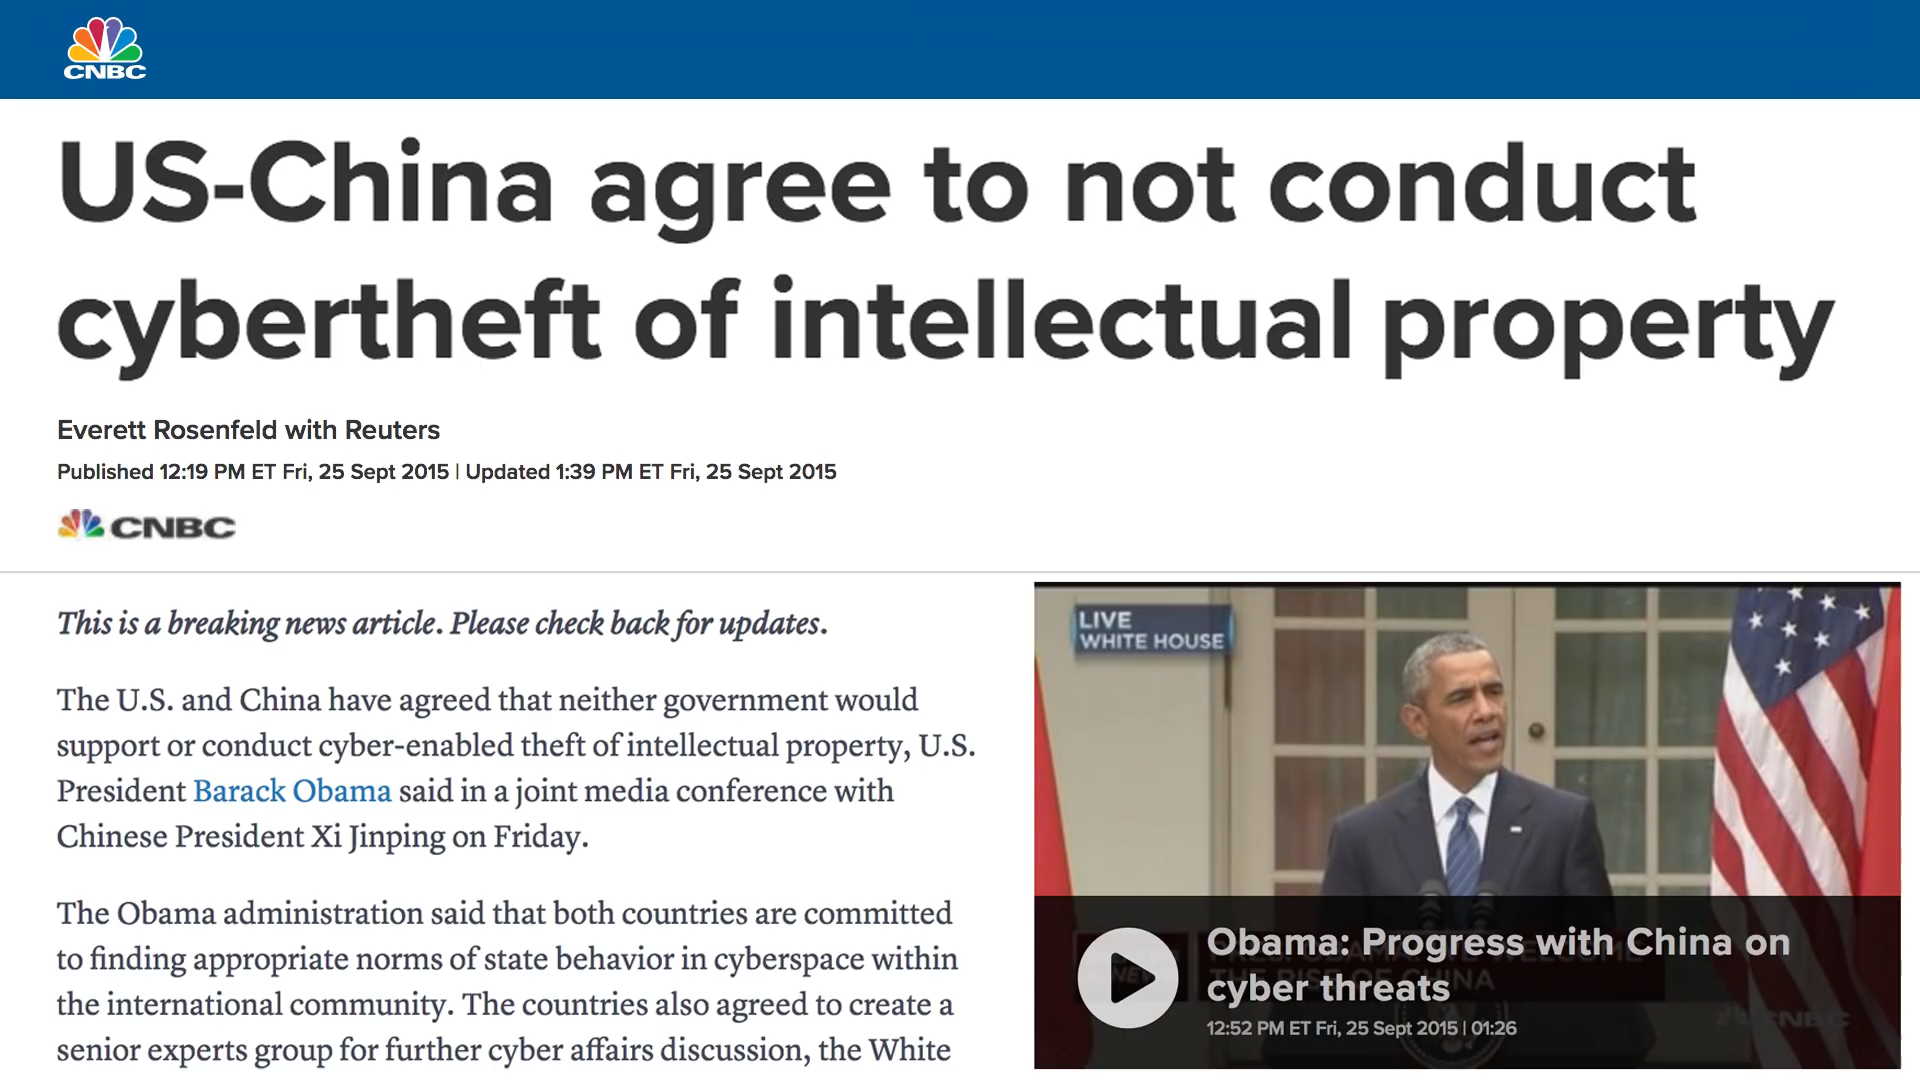 CNBC
US-China agree to not conduct
cybertheft of intellectual property
Everett Rosenfeld with Reuters
Published 12:19 PM ET Fri, 25 Sept 2015 | Updated 1:39 PM ET Fri, 25 Sept 2015
CNBC
This is a breaking news article. Please check back for updates.
The U.S. and China have agreed that neither government would
support or conduct cyber-enabled theft of intellectual property, U.S.
President Barack Obama said in a joint media conference with
Chinese President Xi Jinping on Friday.
The Obama administration said that both countries are committed
to finding appropriate norms of state behavior in cyberspace within
the international community. The countries also agreed to create a
senior experts group for further cyber affairs discussion, the White
LIVE
WHITE HOUSE
Obama: Progress with China on
cyber threats
THE RISE OF CHINA
12:52 PM ET Fri, 25 Sept 2015 | 01:26
CNBC